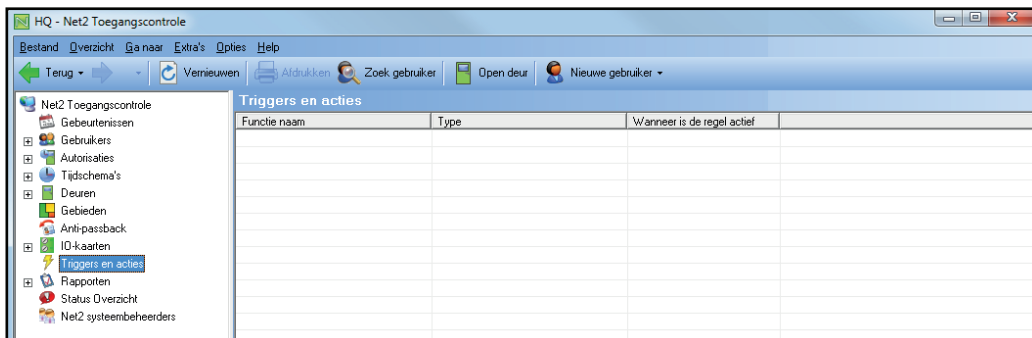 HQ - Net2 Toegangscontrole
Bestand Overzicht Ga naar Extra's Opties Help
Terug Vernieuwen Afdrukken Zoek gebruiker Open deur Nieuwe gebruiker
Net2 Toegangscontrole
Gebeurtenissen
Gebruikers
Autorisaties
Tijdschema's
Deuren
Gebieden
Anti-passback
IO-kaarten
Triggers en acties
Rapporten
Status Overzicht
Net2 systeembeheerders
Triggers en acties
Functie naam Type Wanneer is de regel actief